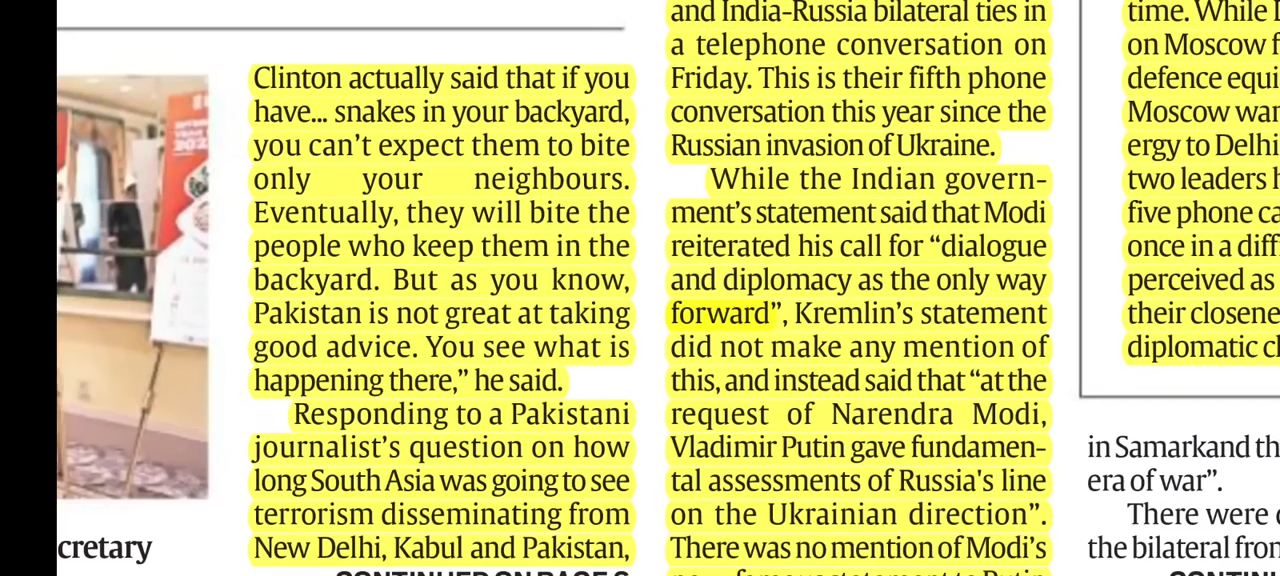 cretary
Clinton actually said that if you
have... snakes in your backyard,
you can’t expect them to bite
only your neighbours.
Eventually, they will bite the
people who keep them in the
backyard. But as you know,
Pakistan is not great at taking
good advice. You see what is
happening there,” he said.
Responding to a Pakistani
journalist’s question on how
long South Asia was going to see
terrorism disseminating from
New Delhi, Kabul and Pakistan,
CONTINUED ON PAGE
and India-Russia bilateral ties in
a telephone conversation on
Friday. This is their fifth phone
conversation this year since the
Russian invasion of Ukraine.
While the Indian govern-
ment’s statement said that Modi
reiterated his call for “dialogue
and diplomacy as the only way
forward”, Kremlin’s statement
did not make any mention of
this, and instead said that “at the
request of Narendra Modi,
Vladimir Putin gave fundamen-
tal assessments of Russia's line
on the Ukrainian direction”.
There was no mention of Modi’s
time. While
on Moscow f
defence equi
Moscow war
ergy to Delhi
two leaders h
five phone ca
once in a diff
perceived as
their closene
diplomatic cl
in Samarkand th
era of war”.
There were
the bilateral fron
CONTINU